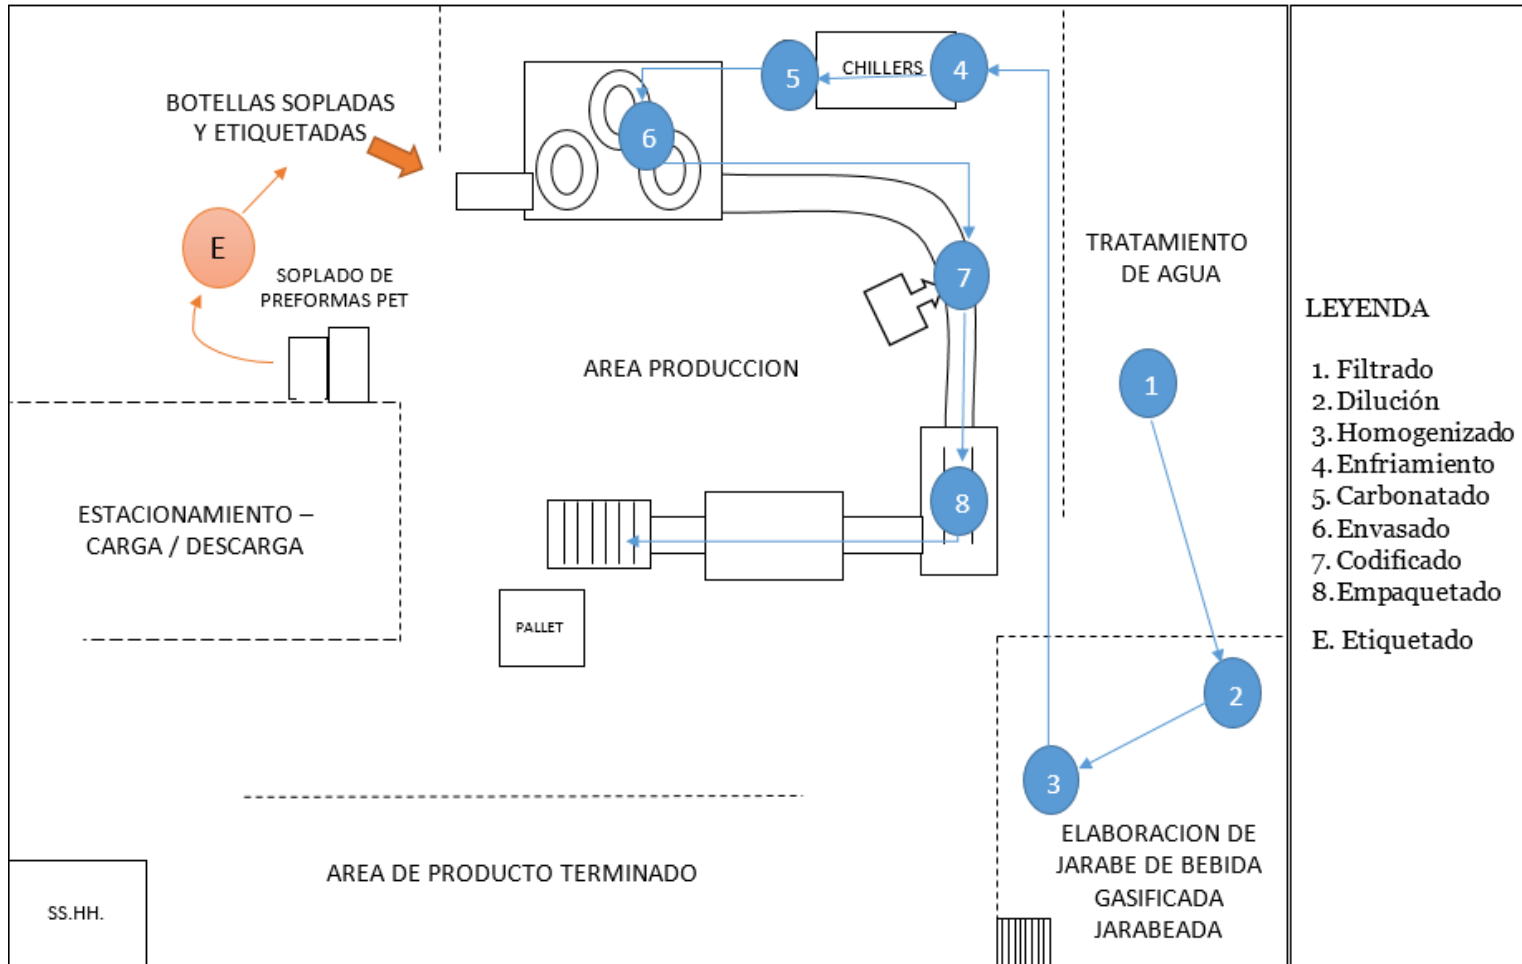 CHILLERS
4
5
BOTELLAS SOPLADAS
Y ETIQUETADAS
6
E
SOPLADO DE
PREFORMAS PET
7
TRATAMIENTO
DE AGUA
AREA PRODUCCION
1
ESTACIONAMIENTO –
CARGA / DESCARGA
8
PALLET
2
3
ELABORACION DE
JARABE DE BEBIDA
GASIFICADA
JARABEADA
AREA DE PRODUCTO TERMINADO
SS.HH.
LEYENDA
1. Filtrado
2. Dilución
3. Homogenizado
4. Enfriamiento
5. Carbonatado
6. Envasado
7. Codificado
8. Empaquetado
E. Etiquetado